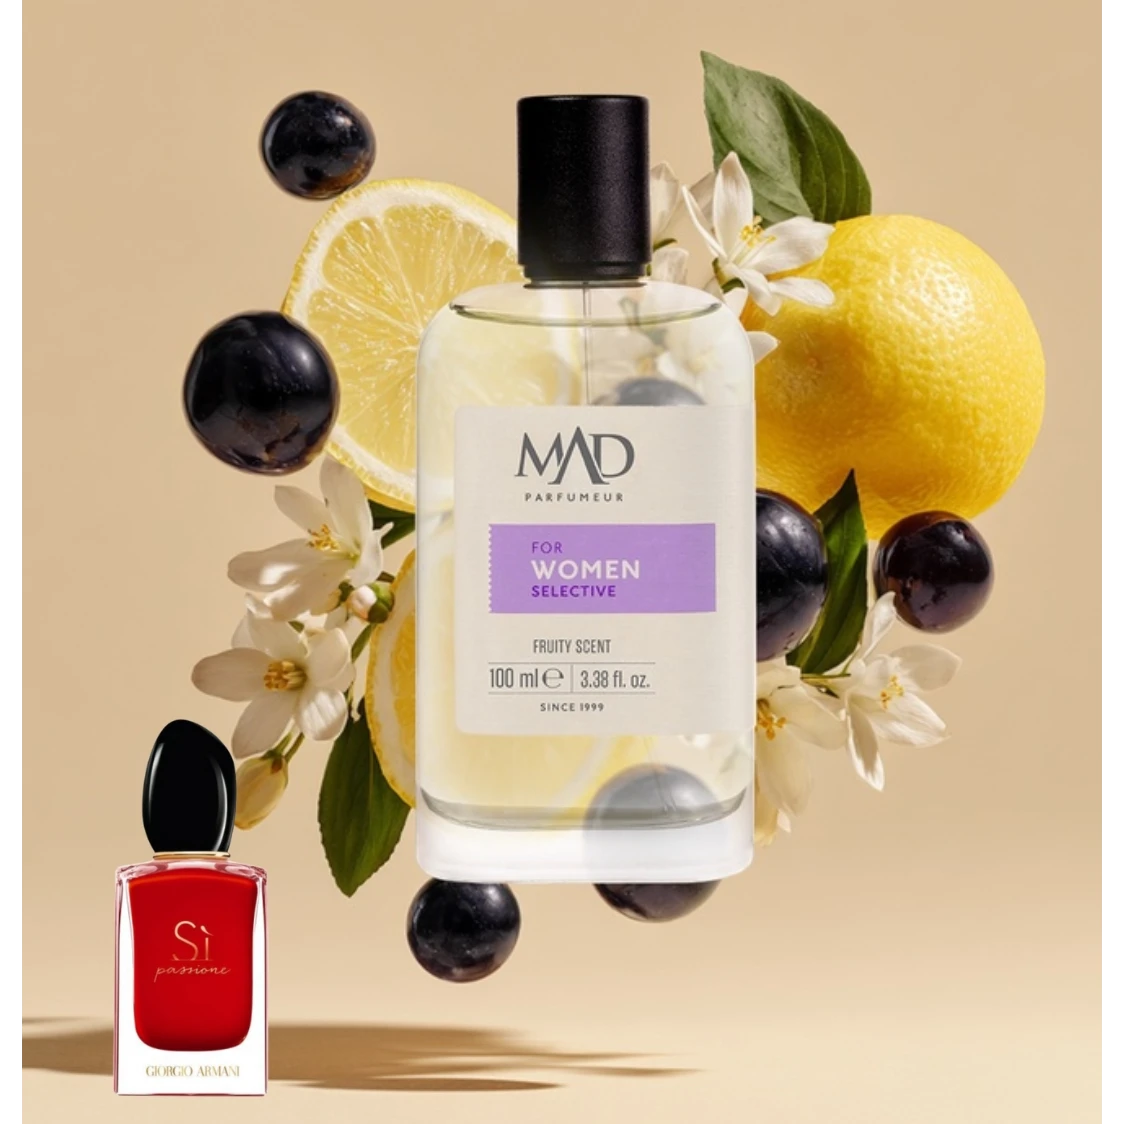 MAD
PARFUMEUR
FOR
WOMEN
SELECTIVE
FRUITY SCENT
100 ml ℮ 3.38 fl. oz.
SINCE 1999
Sì
passione
GIORGIO ARMANI